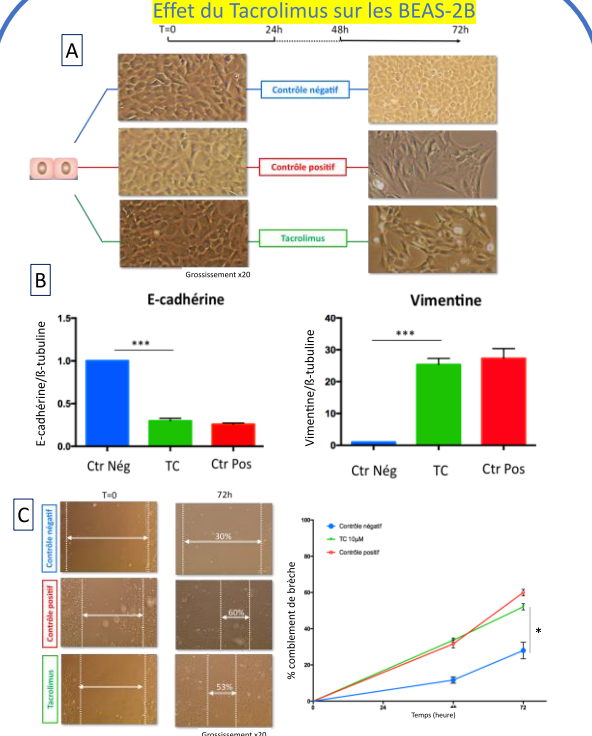 Effet du Tacrolimus sur les BEAS-2B
T=0 24h 48h 72h
A
Contrôle négatif
Contrôle positif
Tacrolimus
Grossissement x20
B
E-cadhérine
E-cadhérine/ß-tubuline
1.5
1.0
0.5
0.0
***
Ctr Nég TC Ctr Pos
Vimentine
Vimentine/ß-tubuline
40
30
20
10
0
***
Ctr Nég TC Ctr Pos
C
T=0 72h
Contrôle négatif
30%
Contrôle positif
60%
Tacrolimus
53%
Grossissement x20
% comblement de brèche
100
80
60
40
20
0
Contrôle négatif
TC 10µM
Contrôle positif
*
0 24 48 72
Temps (heure)